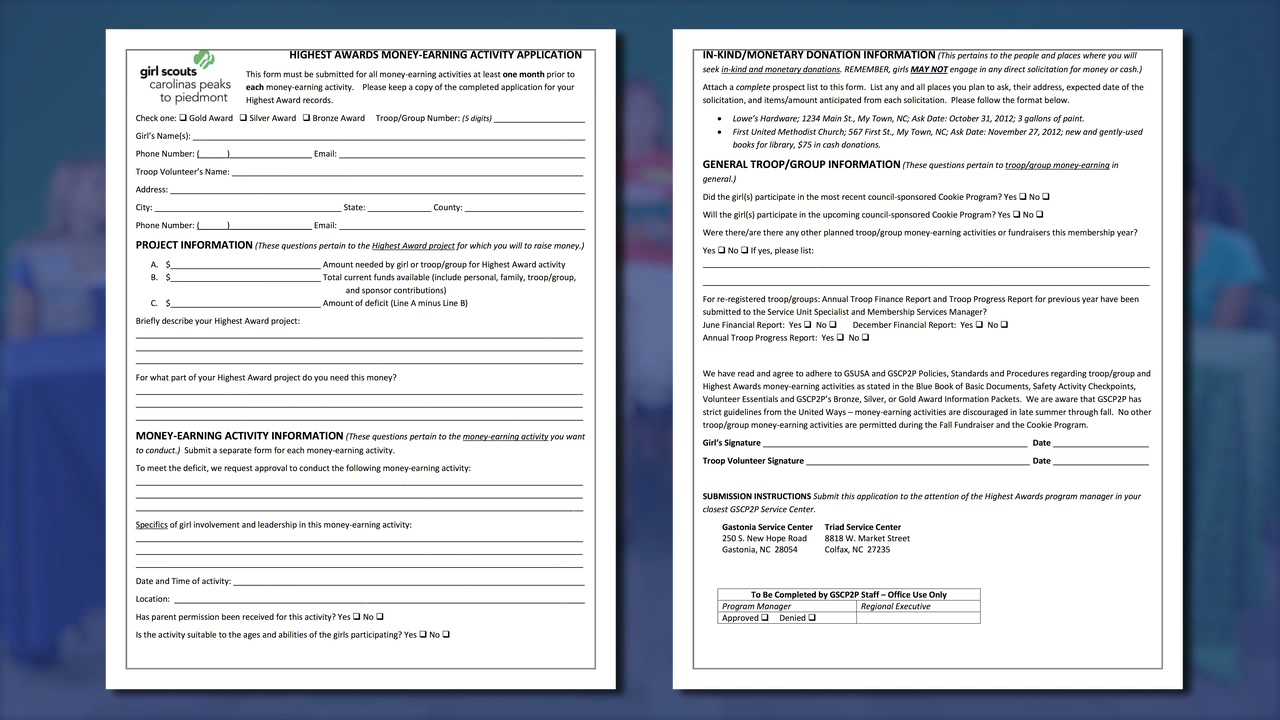 girl scouts
carolinas peaks
to piedmont
HIGHEST AWARDS MONEY-EARNING ACTIVITY APPLICATION
This form must be submitted for all money-earning activities at least one month prior to
each money-earning activity. Please keep a copy of the completed application for your
Highest Award records.
Check one: ❑ Gold Award ❑ Silver Award ❑ Bronze Award Troop/Group Number: (5 digits) ____________________
Girl's Name(s): ____________________
Phone Number: (______) ____________________ Email: ____________________
Troop Volunteer's Name: ____________________
Address: ____________________
City: ____________________ State: ____________ County: ____________________
Phone Number: (______) ____________________ Email: ____________________
PROJECT INFORMATION (These questions pertain to the Highest Award project for which you will to raise money.)
A. $____________________ Amount needed by girl or troop/group for Highest Award activity
B. $____________________ Total current funds available (include personal, family, troop/group,
and sponsor contributions)
C. $____________________ Amount of deficit (Line A minus Line B)
Briefly describe your Highest Award project:
For what part of your Highest Award project do you need this money?
MONEY-EARNING ACTIVITY INFORMATION (These questions pertain to the money-earning activity you want
to conduct.) Submit a separate form for each money-earning activity.
To meet the deficit, we request approval to conduct the following money-earning activity:
Specifics of girl involvement and leadership in this money-earning activity:
Date and Time of activity: ____________________
Location: ____________________
Has parent permission been received for this activity? Yes ❑ No ❑
Is the activity suitable to the ages and abilities of the girls participating? Yes ❑ No ❑
IN-KIND/MONETARY DONATION INFORMATION (This pertains to the people and places where you will
seek in-kind and monetary donations. REMEMBER, girls MAY NOT engage in any direct solicitation for money or cash.)
Attach a complete prospect list to this form. List any and all places you plan to ask, their address, expected date of the
solicitation, and items/amount anticipated from each solicitation. Please follow the format below.
• Lowe's Hardware; 1234 Main St., My Town, NC; Ask Date: October 31, 2012; 3 gallons of paint.
• First United Methodist Church; 567 First St., My Town, NC; Ask Date: November 27, 2012; new and gently-used
books for library, $75 in cash donations.
GENERAL TROOP/GROUP INFORMATION (These questions pertain to troop/group money-earning in
general.)
Did the girl(s) participate in the most recent council-sponsored Cookie Program? Yes ❑ No ❑
Will the girl(s) participate in the upcoming council-sponsored Cookie Program? Yes ❑ No ❑
Were there/are there any other planned troop/group money-earning activities or fundraisers this membership year?
Yes ❑ No ❑ If yes, please list:
For re-registered troop/groups: Annual Troop Finance Report and Troop Progress Report for previous year have been
submitted to the Service Unit Specialist and Membership Services Manager?
June Financial Report: Yes ❑ No ❑ December Financial Report: Yes ❑ No ❑
Annual Troop Progress Report: Yes ❑ No ❑
We have read and agree to adhere to GSUSA and GSCP2P Policies, Standards and Procedures regarding troop/group and
Highest Awards money-earning activities as stated in the Blue Book of Basic Documents, Safety Activity Checkpoints,
Volunteer Essentials and GSCP2P's Bronze, Silver, or Gold Award Information Packets. We are aware that GSCP2P has
strict guidelines from the United Ways – money-earning activities are discouraged in late summer through fall. No other
troop/group money-earning activities are permitted during the Fall Fundraiser and the Cookie Program.
Girl's Signature ____________________ Date ____________________
Troop Volunteer Signature ____________________ Date ____________________
SUBMISSION INSTRUCTIONS Submit this application to the attention of the Highest Awards program manager in your
closest GSCP2P Service Center.
Gastonia Service Center Triad Service Center
250 S. New Hope Road 8818 W. Market Street
Gastonia, NC 28054 Colfax, NC 27235
To Be Completed by GSCP2P Staff – Office Use Only
Program Manager Regional Executive
Approved ❑ Denied ❑